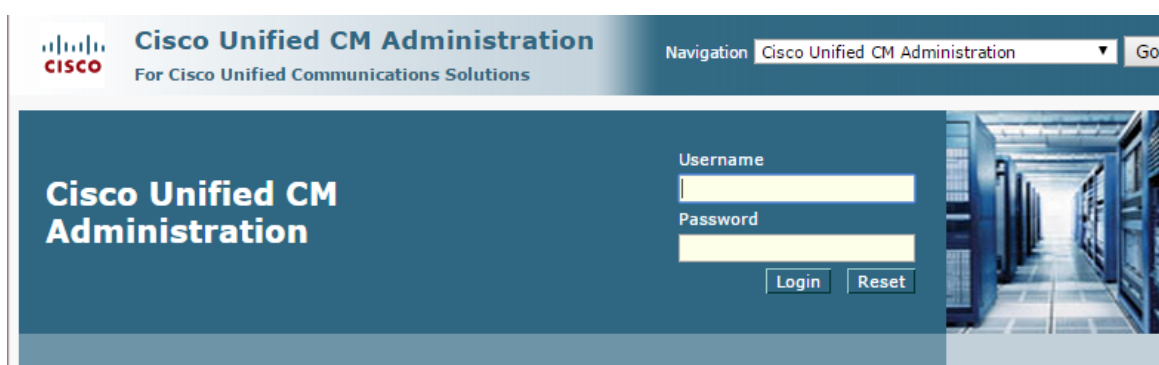 Cisco Unified CM Administration
CISCO
For Cisco Unified Communications Solutions
Navigation Cisco Unified CM Administration Go
Cisco Unified CM
Administration
Username
Password
Login Reset